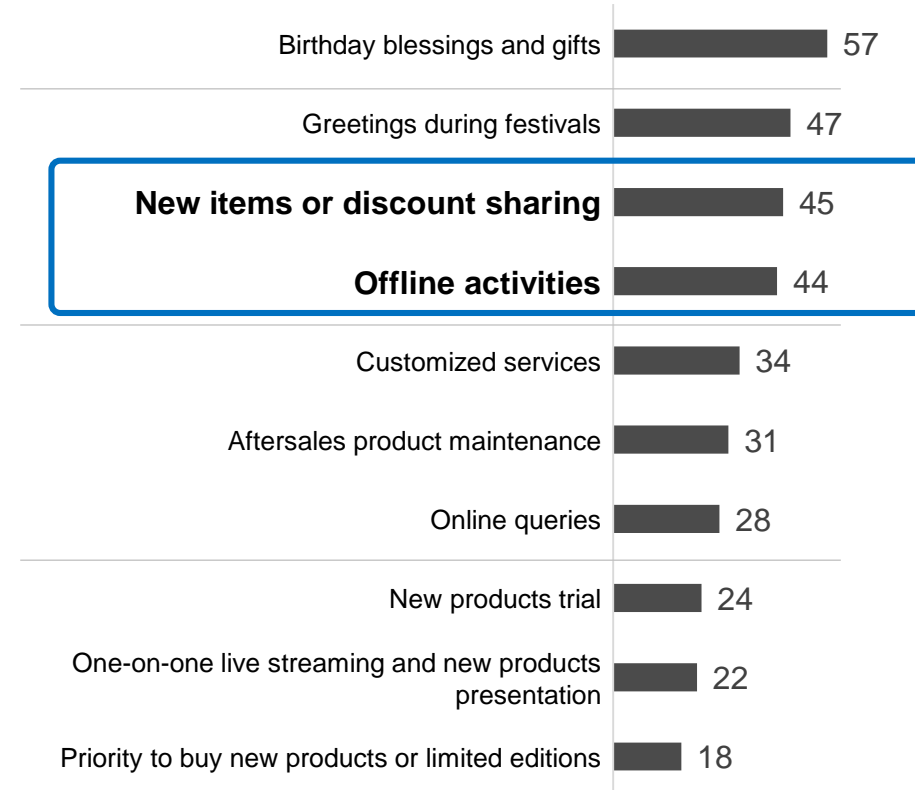 Birthday blessings and gifts 57
Greetings during festivals 47
New items or discount sharing 45
Offline activities 44
Customized services 34
Aftersales product maintenance 31
Online queries 28
New products trial 24
One-on-one live streaming and new products
presentation 22
Priority to buy new products or limited editions 18